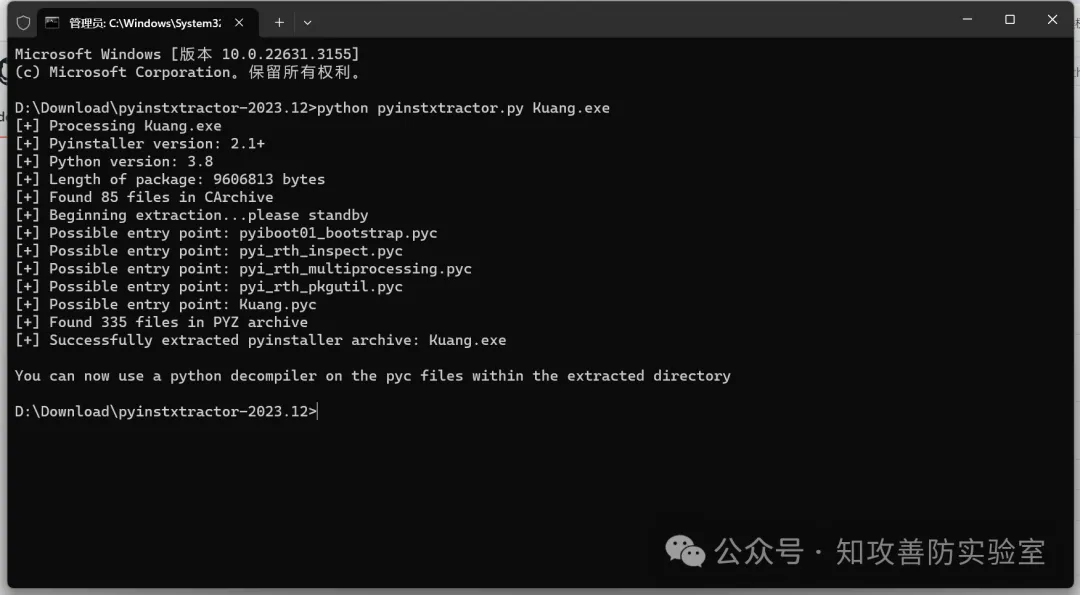 管理员: C:\Windows\System32
Microsoft Windows [版本 10.0.22631.3155]
(c) Microsoft Corporation。保留所有权利。
D:\Download\pyinstxtractor-2023.12>python pyinstxtractor.py Kuang.exe
[+] Processing Kuang.exe
[+] Pyinstaller version: 2.1+
[+] Python version: 3.8
[+] Length of package: 9606813 bytes
[+] Found 85 files in CArchive
[+] Beginning extraction...please standby
[+] Possible entry point: pyiboot01_bootstrap.pyc
[+] Possible entry point: pyi_rth_inspect.pyc
[+] Possible entry point: pyi_rth_multiprocessing.pyc
[+] Possible entry point: pyi_rth_pkgutil.pyc
[+] Possible entry point: Kuang.pyc
[+] Found 335 files in PYZ archive
[+] Successfully extracted pyinstaller archive: Kuang.exe
You can now use a python decompiler on the pyc files within the extracted directory
D:\Download\pyinstxtractor-2023.12>
公众号 · 知攻善防实验室